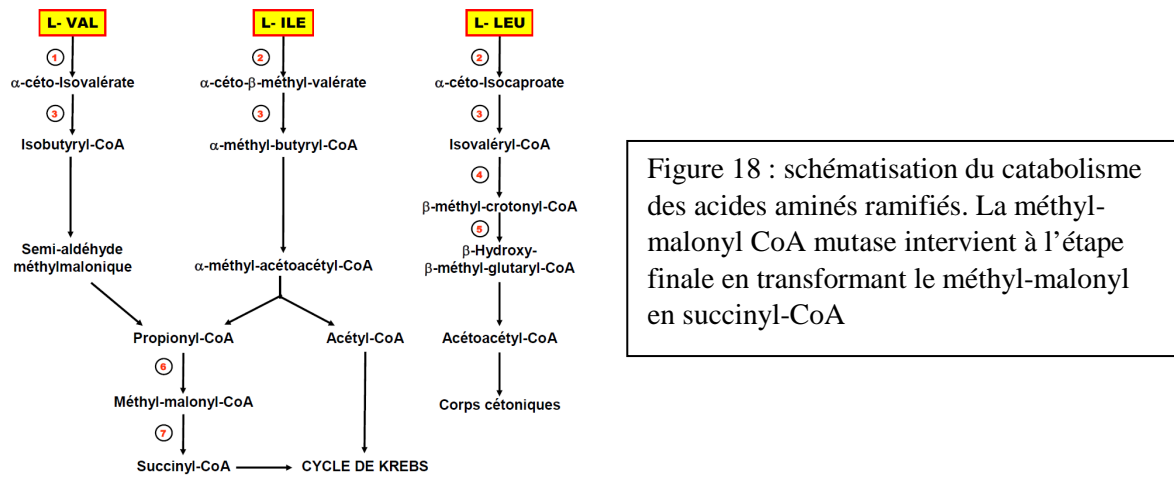 L- VAL L- ILE L- LEU
1 2 2
α-céto-Isovalérate α-céto-β-méthyl-valérate α-céto-Isocaproate
3 3 3
Isobutyryl-CoA α-méthyl-butyryl-CoA Isovaléryl-CoA
4
β-méthyl-crotonyl-CoA
5
Semi-aldéhyde
méthylmalonique
α-méthyl-acétoacétyl-CoA
β-Hydroxy-
β-méthyl-glutaryl-CoA
Propionyl-CoA Acétyl-CoA Acétoacétyl-CoA
6
Méthyl-malonyl-CoA Corps cétoniques
7
Succinyl-CoA CYCLE DE KREBS
Figure 18 : schématisation du catabolisme
des acides aminés ramifiés. La méthyl-
malonyl CoA mutase intervient à l’étape
finale en transformant le méthyl-malonyl
en succinyl-CoA